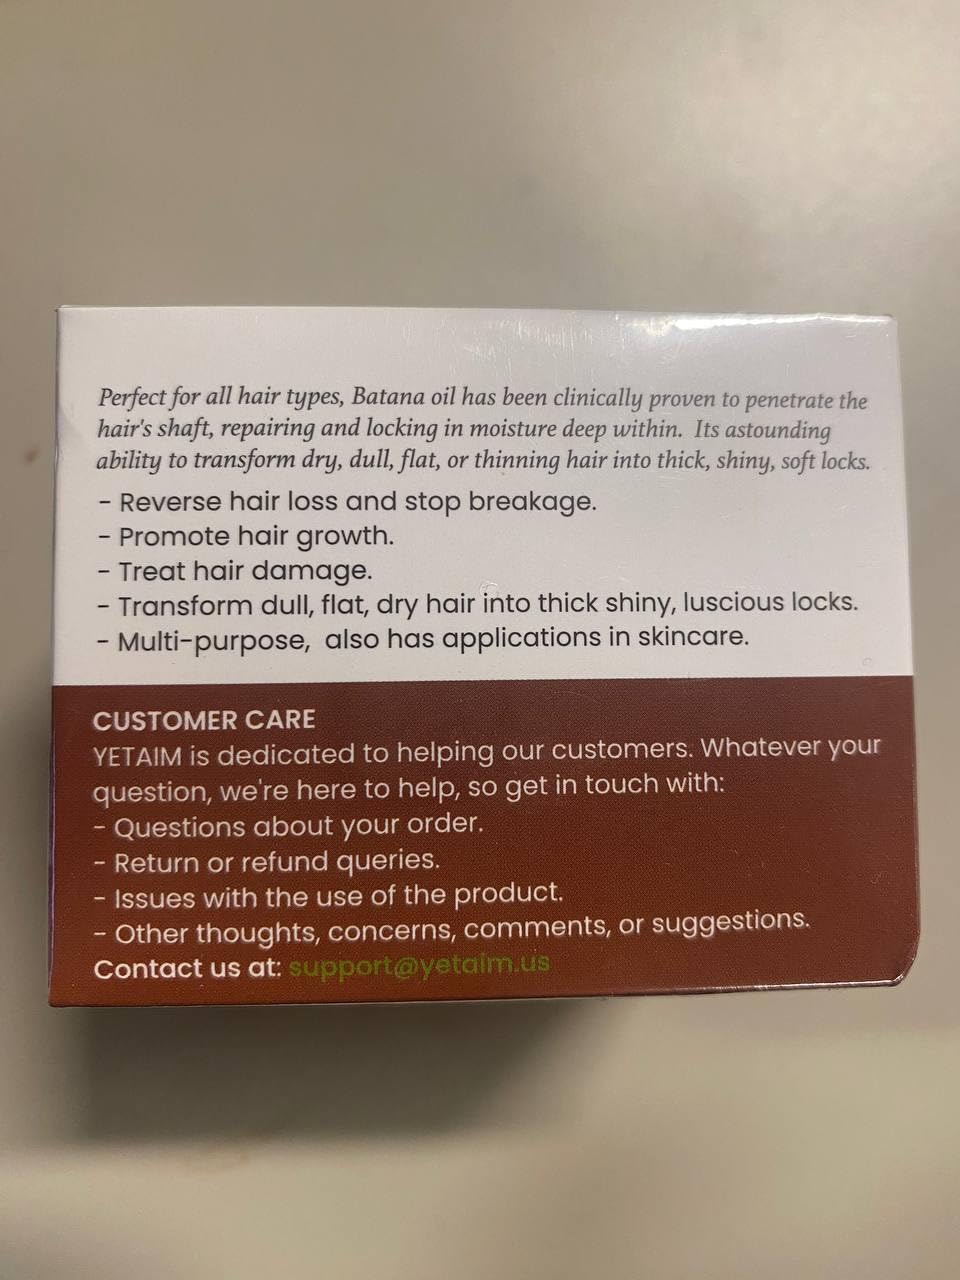 Perfect for all hair types, Batana oil has been clinically proven to penetrate the
hair's shaft, repairing and locking in moisture deep within. Its astounding
ability to transform dry, dull, flat, or thinning hair into thick, shiny, soft locks.
- Reverse hair loss and stop breakage.
- Promote hair growth.
- Treat hair damage.
- Transform dull, flat, dry hair into thick shiny, luscious locks.
- Multi-purpose, also has applications in skincare.
CUSTOMER CARE
YETAIM is dedicated to helping our customers. Whatever your
question, we're here to help, so get in touch with:
- Questions about your order.
- Return or refund queries.
- Issues with the use of the product.
- Other thoughts, concerns, comments, or suggestions.
Contact us at: support@yetaim.us